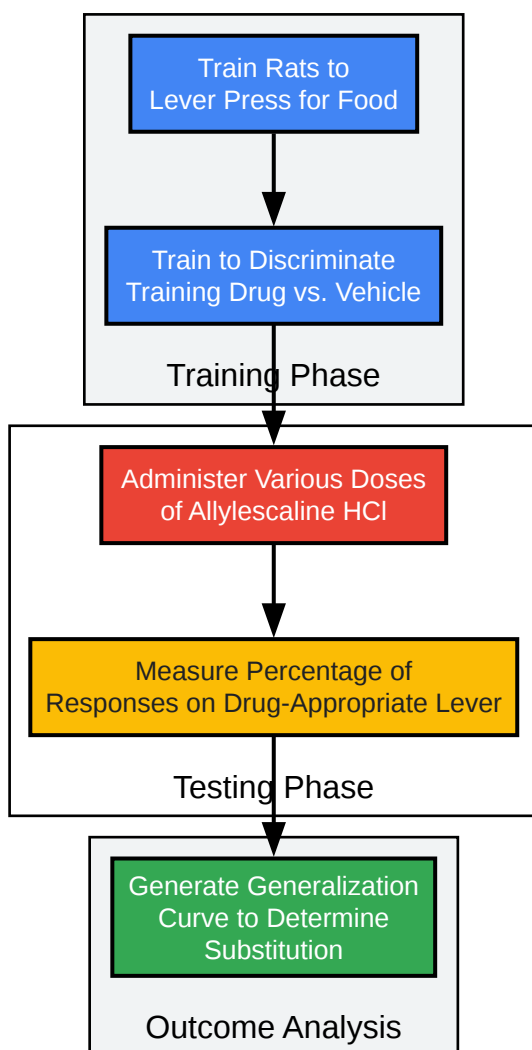 Train Rats to
Lever Press for Food
Train to Discriminate
Training Drug vs. Vehicle
Training Phase
Administer Various Doses
of Allylescaline HCl
Measure Percentage of
Responses on Drug-Appropriate Lever
Testing Phase
Generate Generalization
Curve to Determine
Substitution
Outcome Analysis